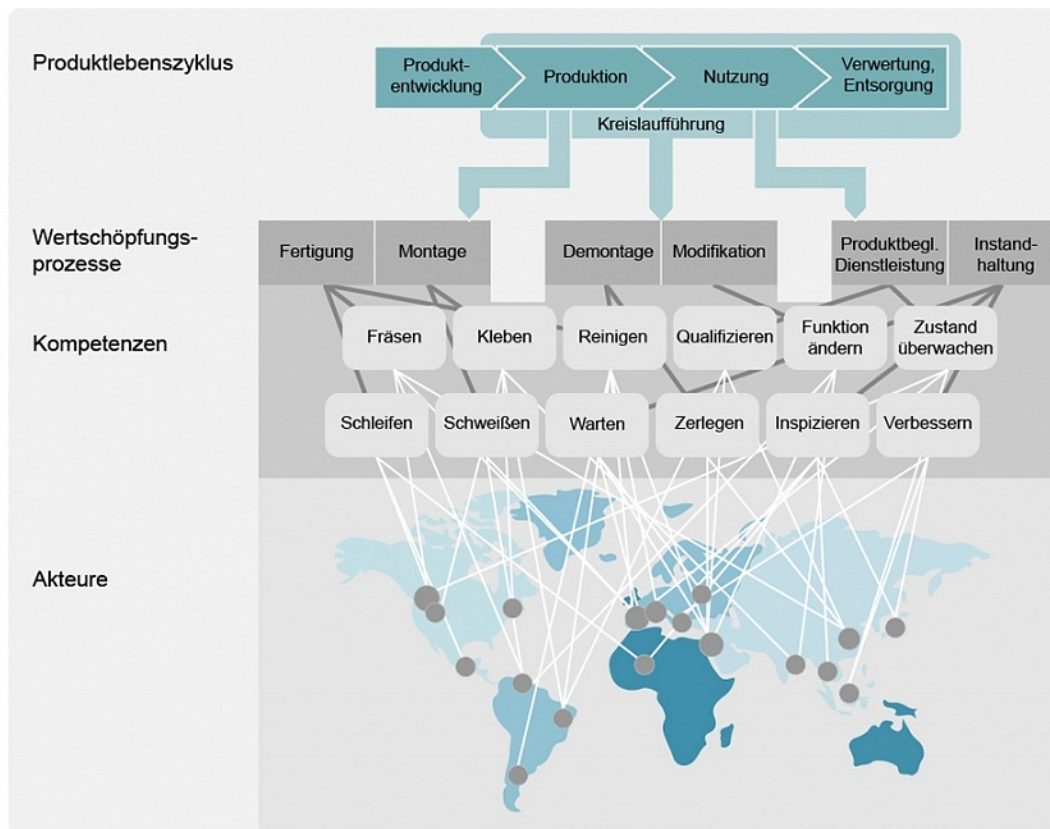 Produktlebenszyklus
Produkt-
entwicklung
Produktion
Nutzung
Verwertung,
Entsorgung
Kreislaufführung
Wertschöpfungs-
prozesse
Fertigung
Montage
Demontage
Modifikation
Produktbegl.
Dienstleistung
Instand-
haltung
Kompetenzen
Fräsen
Kleben
Reinigen
Qualifizieren
Funktion
ändern
Zustand
überwachen
Schleifen
Schweißen
Warten
Zerlegen
Inspizieren
Verbessern
Akteure